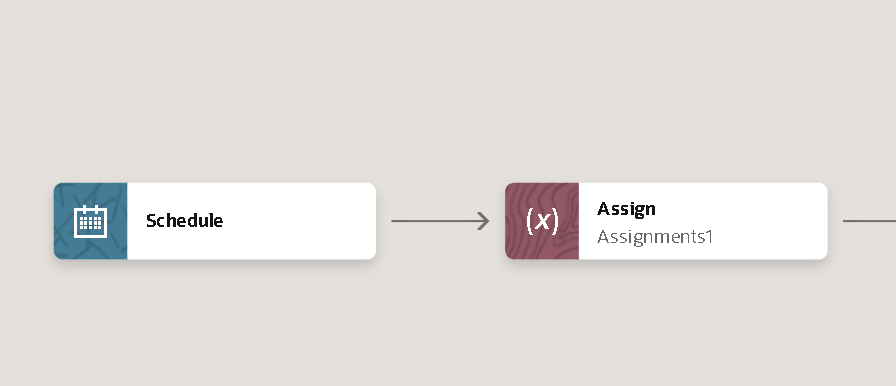 Schedule
(x)
Assign
Assignments1